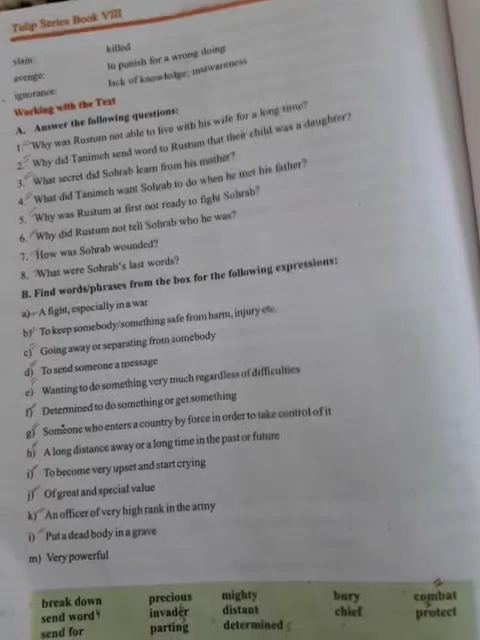 Tulip Series Book VIII
slain: killed
avenge: to punish for a wrong doing
ignorance: lack of knowledge; unawareness
Working with the Text
A. Answer the following questions:
1. Why was Rustum not able to live with his wife for a long time?
2. Why did Tanimeh send word to Rustum that their child was a daughter?
3. What secret did Sohrab learn from his mother?
4. What did Tanimeh want Sohrab to do when he met his father?
5. Why was Rustum at first not ready to fight Sohrab?
6. Why did Rustum not tell Sohrab who he was?
7. How was Sohrab wounded?
8. What were Sohrab's last words?
B. Find words/phrases from the box for the following expressions:
a) A fight, especially in a war
b) To keep somebody/something safe from harm, injury etc.
c) Going away or separating from somebody
d) To send someone a message
e) Wanting to do something very much regardless of difficulties
f) Determined to do something or get something
g) Someone who enters a country by force in order to take control of it
h) A long distance away or a long time in the past or future
i) To become very upset and start crying
j) Of great and special value
k) An officer of very high rank in the army
i) Put a dead body in a grave
m) Very powerful
break down precious mighty bury combat
send word invader distant chief protect
send for parting determined